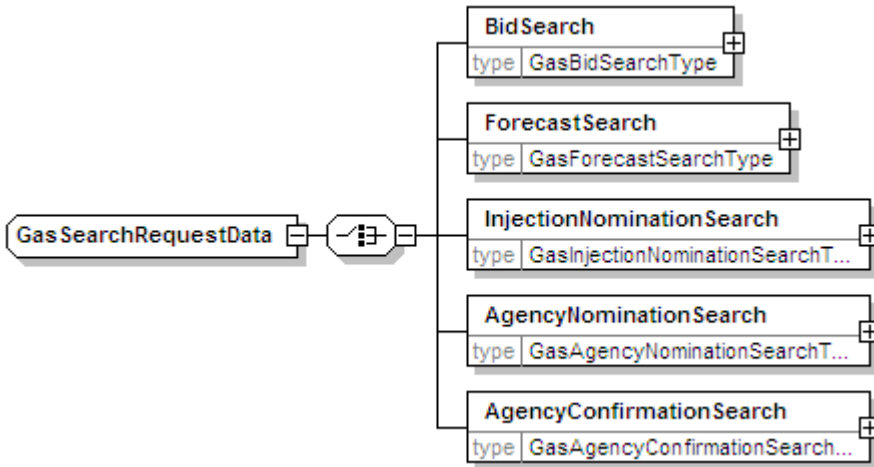 BidSearch
type GasBidSearchType
ForecastSearch
type GasForecastSearchType
GasSearchRequestData
InjectionNominationSearch
type GasInjectionNominationSearchT...
AgencyNominationSearch
type GasAgencyNominationSearchT...
AgencyConfirmationSearch
type GasAgencyConfirmationSearch...